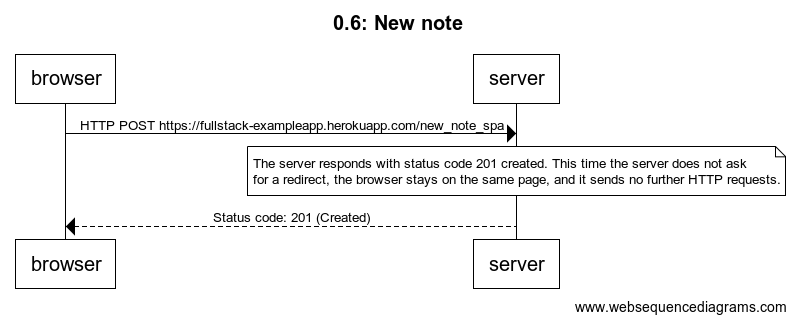 0.6: New note
browser
server
HTTP POST https://fullstack-exampleapp.herokuapp.com/new_note_spa
The server responds with status code 201 created. This time the server does not ask
for a redirect, the browser stays on the same page, and it sends no further HTTP requests.
Status code: 201 (Created)
browser
server
www.websequencediagrams.com